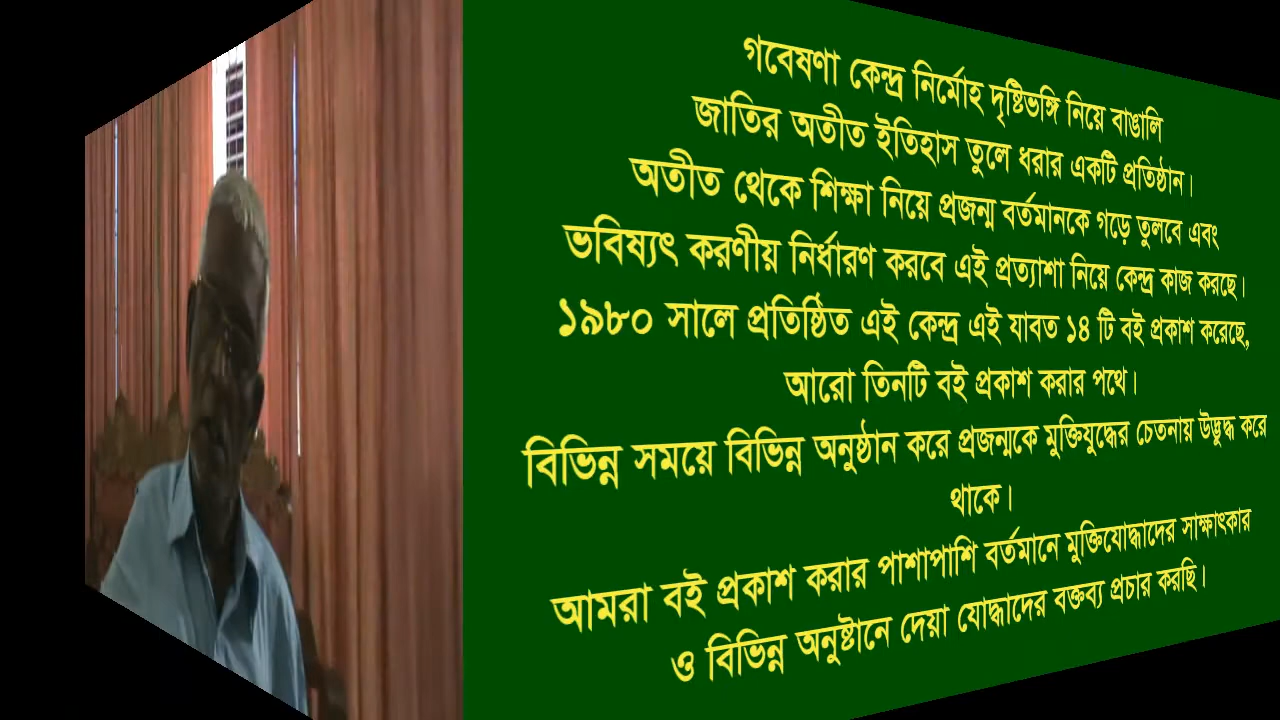 গবেষণা কেন্দ্র নির্মোহ দৃষ্টিভঙ্গি নিয়ে বাঙালি
জাতির অতীত ইতিহাস তুলে ধরার একটি প্রতিষ্ঠান।
অতীত থেকে শিক্ষা নিয়ে প্রজন্ম বর্তমানকে গড়ে তুলবে এবং
ভবিষ্যৎ করণীয় নির্ধারণ করবে এই প্রত্যাশা নিয়ে কেন্দ্র কাজ করছে।
১৯৮০ সালে প্রতিষ্ঠিত এই কেন্দ্র এই যাবত ১৪ টি বই প্রকাশ করেছে,
আরো তিনটি বই প্রকাশ করার পথে।
বিভিন্ন সময়ে বিভিন্ন অনুষ্ঠান করে প্রজন্মকে মুক্তিযুদ্ধের চেতনায় উদ্ভুদ্ধ করে
থাকে।
আমরা বই প্রকাশ করার পাশাপাশি বর্তমানে মুক্তিযোদ্ধাদের সাক্ষাৎকার
ও বিভিন্ন অনুষ্টানে দেয়া যোদ্ধাদের বক্তব্য প্রচার করছি।